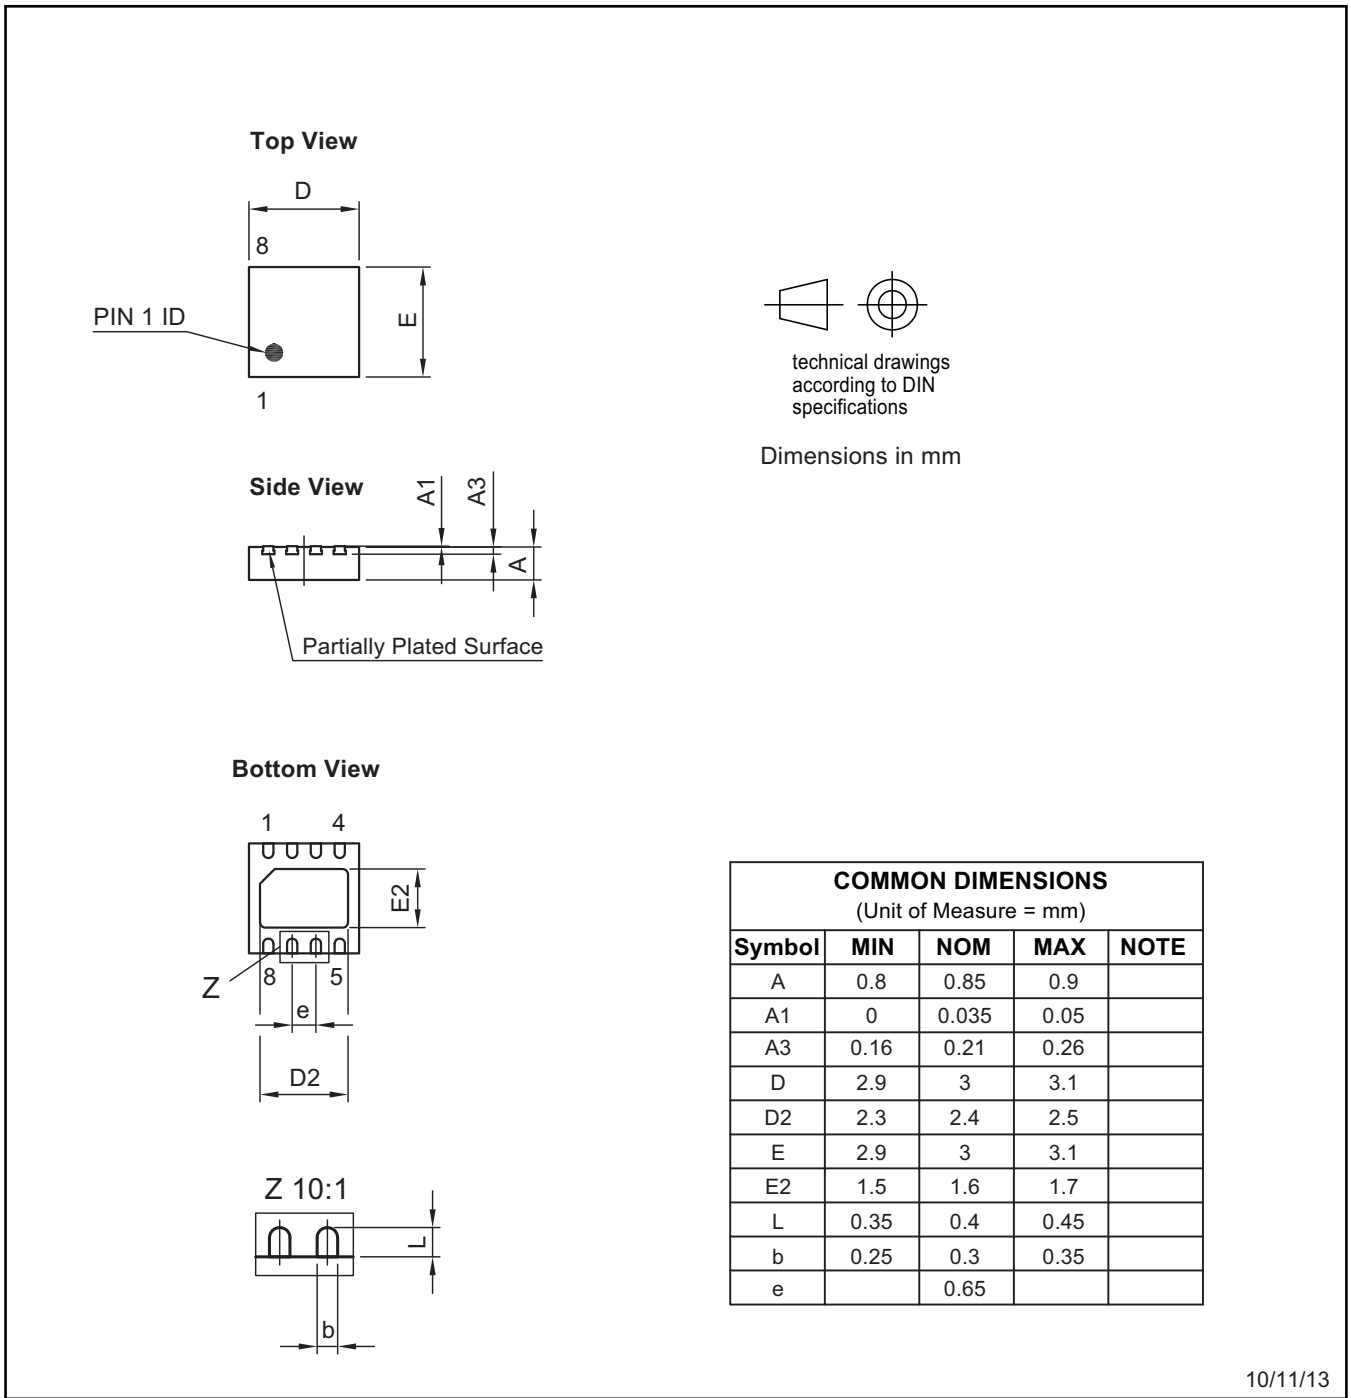 Top View
D
8
PIN 1 ID
E
1
technical drawings
according to DIN
specifications
Dimensions in mm
Side View
A1
A3
A
Partially Plated Surface
Bottom View
1 4
E2
8 5
Z
e
D2
Z 10:1
L
b
COMMON DIMENSIONS
(Unit of Measure = mm)
Symbol MIN NOM MAX NOTE
A 0.8 0.85 0.9
A1 0 0.035 0.05
A3 0.16 0.21 0.26
D 2.9 3 3.1
D2 2.3 2.4 2.5
E 2.9 3 3.1
E2 1.5 1.6 1.7
L 0.35 0.4 0.45
b 0.25 0.3 0.35
e 0.65
10/11/13